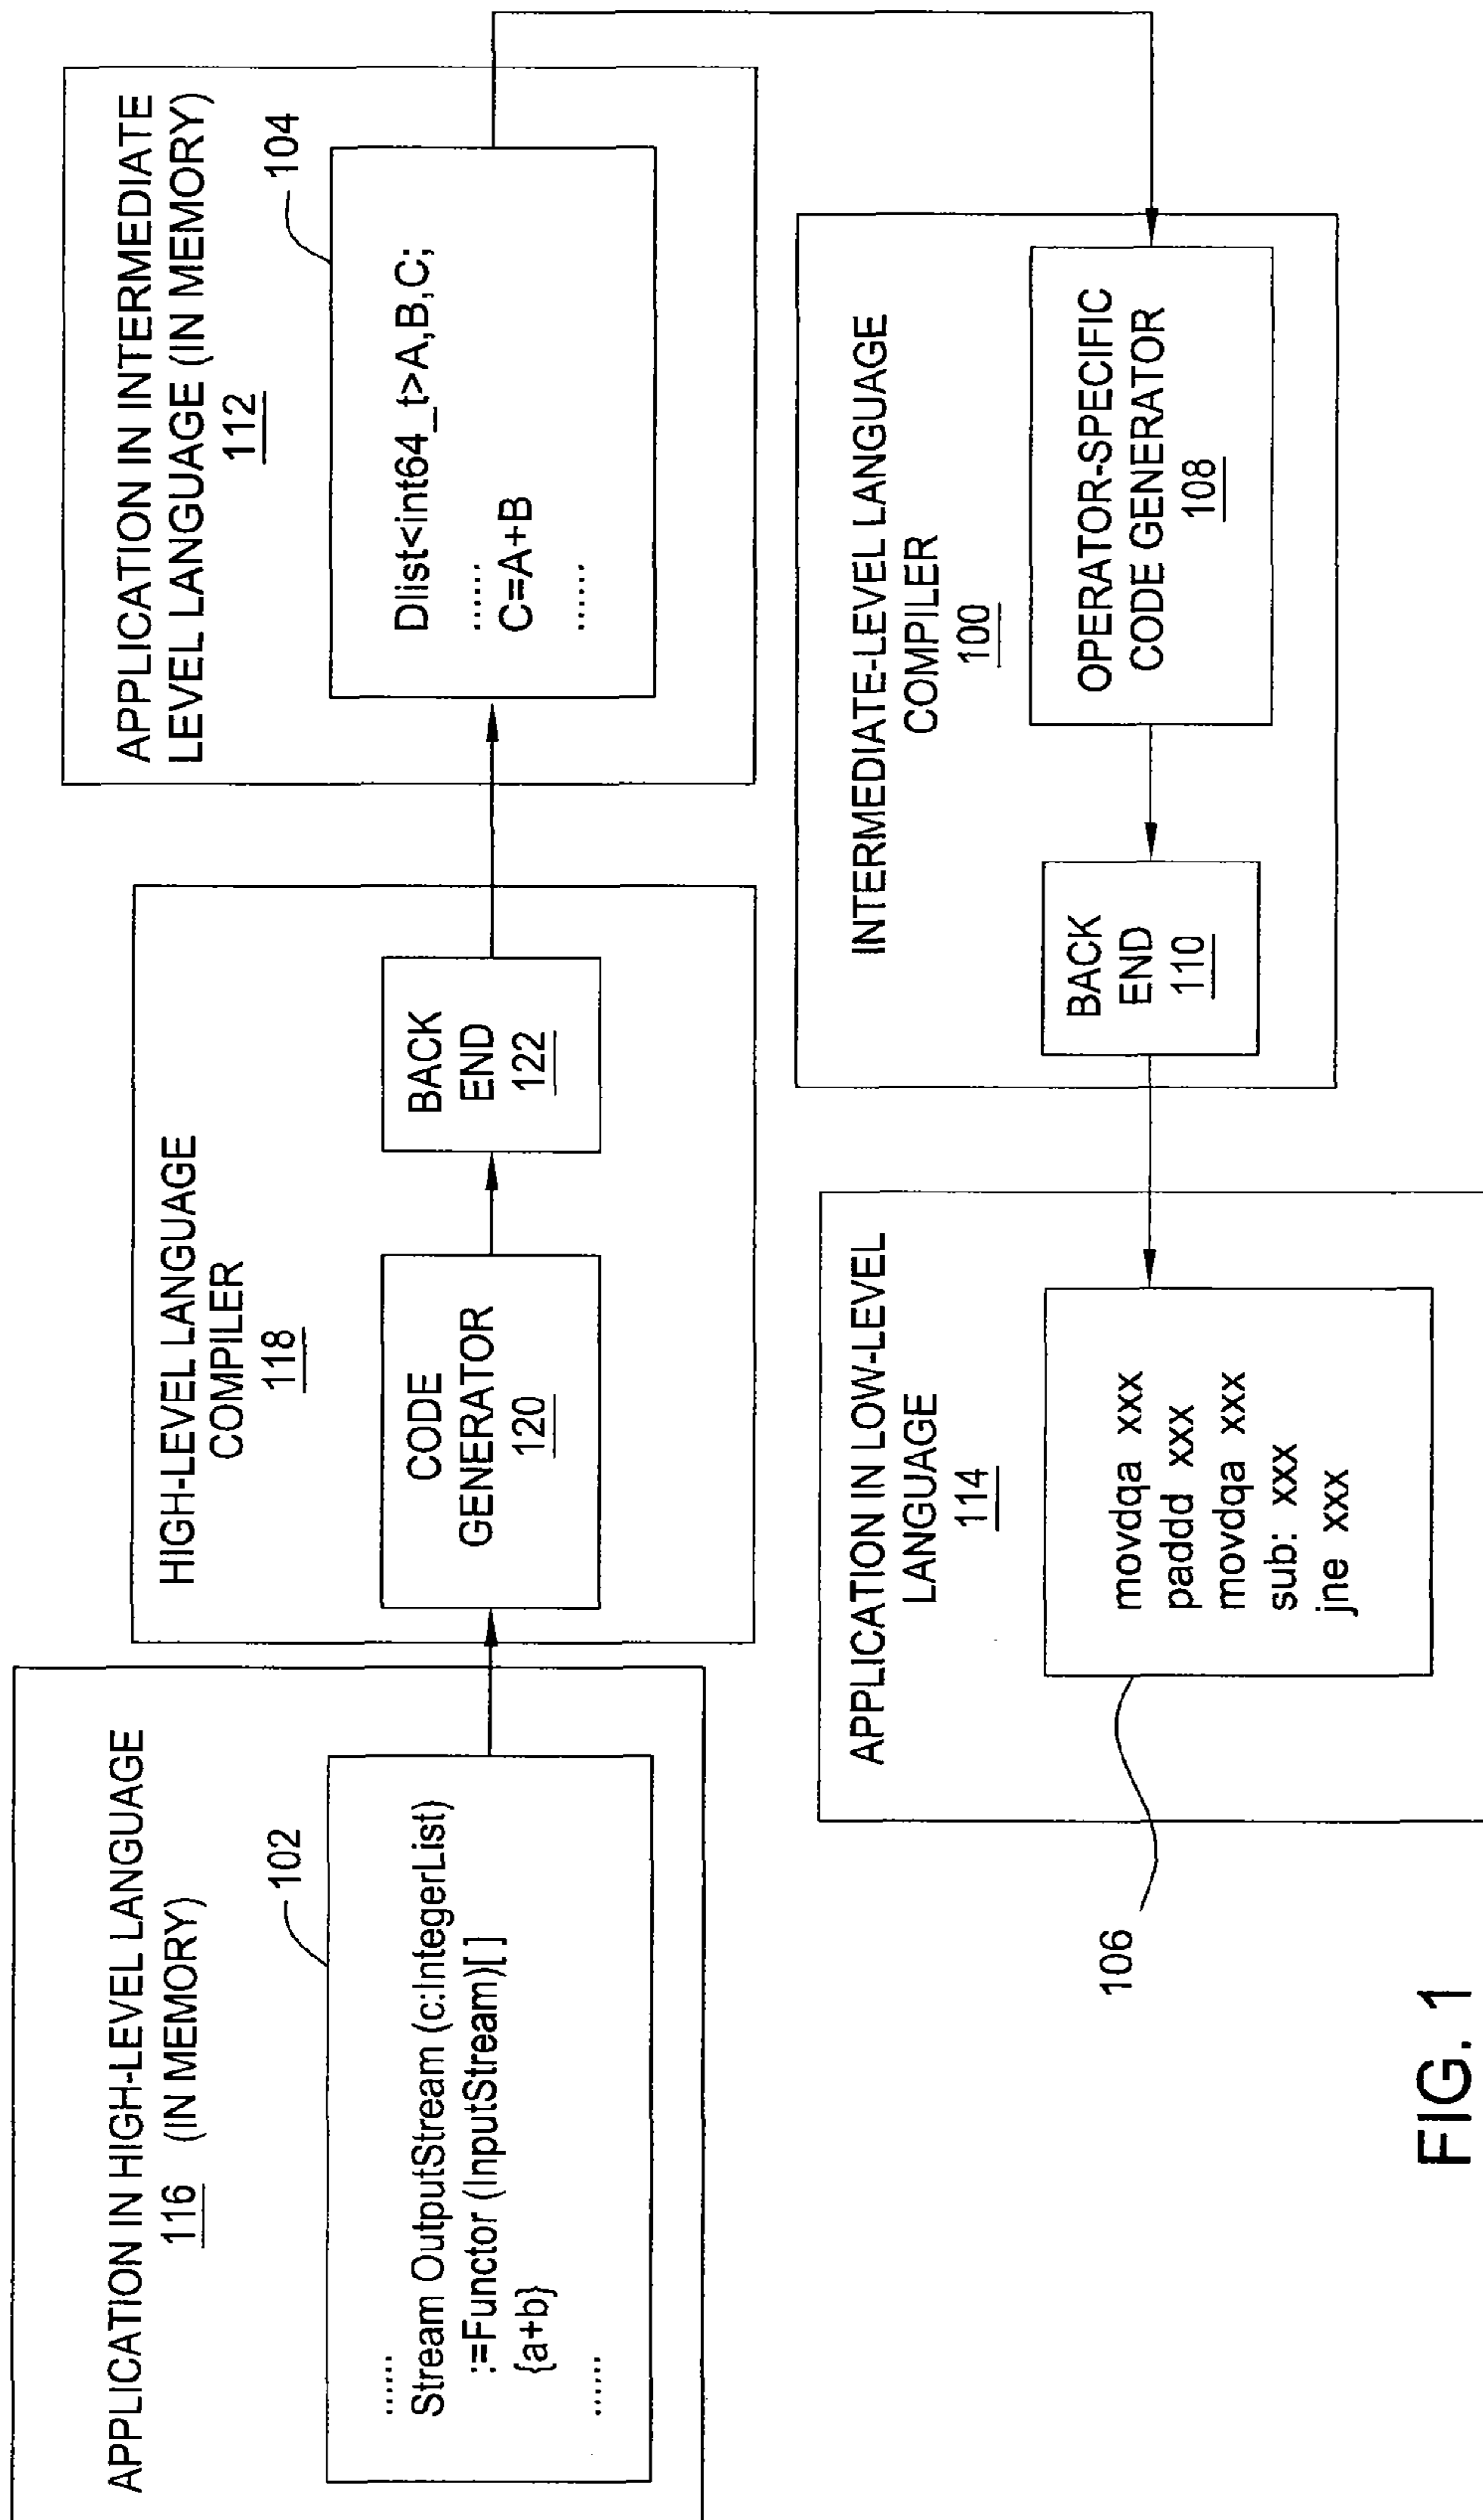 APPLICATION IN HIGH-LEVEL LANGUAGE
116 (IN MEMORY)
102
......
Stream OutputStream (c:IntegerList)
:=Functor (InputStream)[ ]
{a+b}
......
HIGH-LEVEL LANGUAGE
COMPILER
118
CODE
GENERATOR
120
BACK
END
122
APPLICATION IN INTERMEDIATE
LEVEL LANGUAGE (IN MEMORY)
112
104
Dlist<int64_t>A,B,C;
.....
C=A+B
.....
INTERMEDIATE-LEVEL LANGUAGE
COMPILER
100
OPERATOR-SPECIFIC
CODE GENERATOR
108
BACK
END
110
APPLICATION IN LOW-LEVEL
LANGUAGE
114
movdqa xxx
paddd xxx
movdqa xxx
sub: xxx
jne xxx
106
FIG. 1